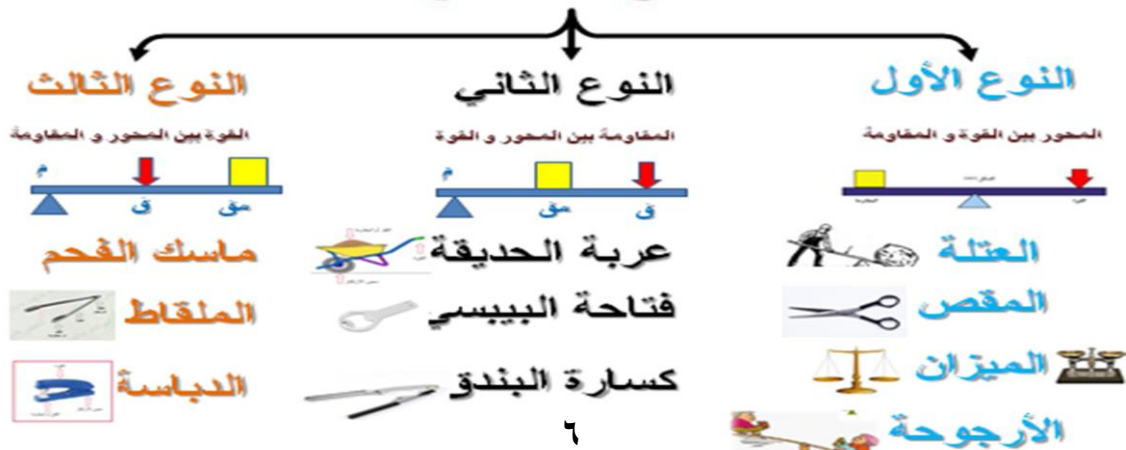 النوع الأول
النوع الثاني
النوع الثالث
المحور بين القوة و المقاومة
المقاومة بين المحور و القوة
القوة بين المحور و المقاومة
م
مق
ق
م
ق
مق
العتلة
المقص
الميزان
الأرجوحة
عربة الحديقة
فتاحة البيبسي
كسارة البندق
ماسك الفحم
الملقاط
الدباسة
٦